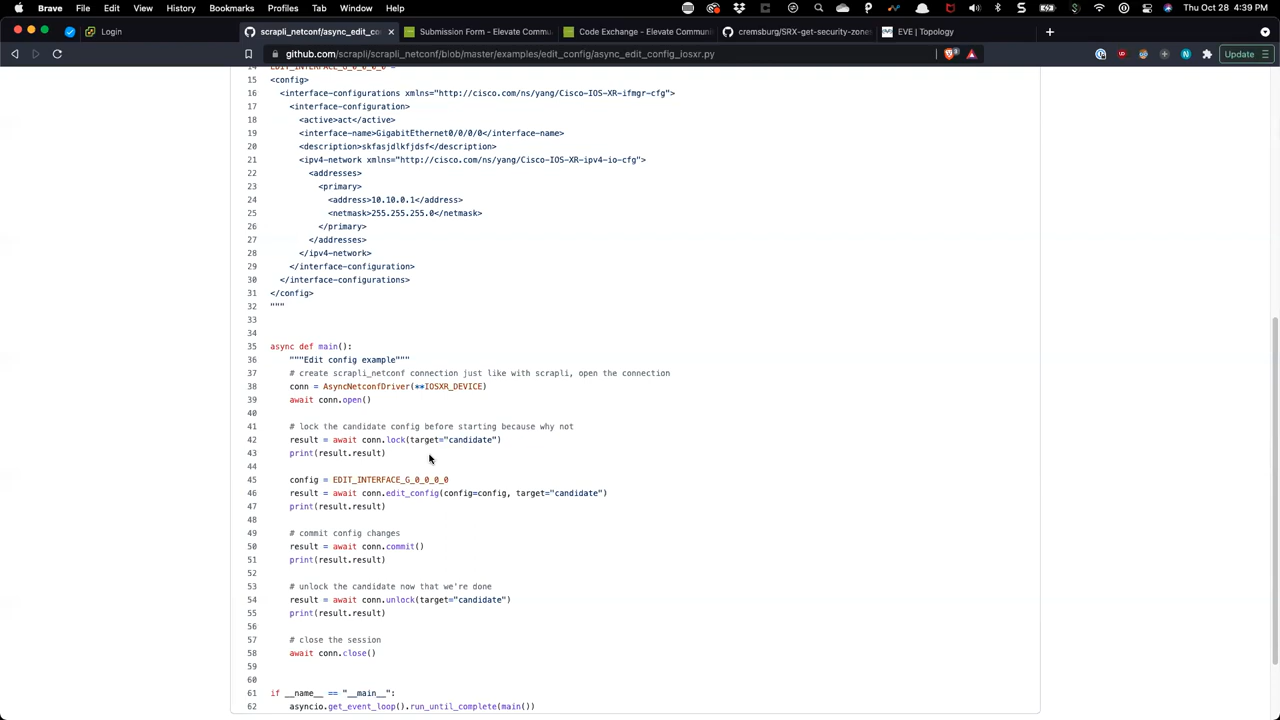 Brave File Edit View History Bookmarks Profiles Tab Window Help Thu Oct 28 4:39 PM
Login scrapli_netconf/async_edit_co Submission Form - Elevate Commu Code Exchange - Elevate Communi cremsburg/SRX-get-security-zones EVE | Topology
github.com/scrapli/scrapli_netconf/blob/master/examples/edit_config/async_edit_config_iosxr.py Update
14 EDIT_INTERFACE_G_0_0_0_0 = """
15 <config>
16 <interface-configurations xmlns="http://cisco.com/ns/yang/Cisco-IOS-XR-ifmgr-cfg">
17 <interface-configuration>
18 <active>act</active>
19 <interface-name>GigabitEthernet0/0/0/0</interface-name>
20 <description>skfasjdlkfjdsf</description>
21 <ipv4-network xmlns="http://cisco.com/ns/yang/Cisco-IOS-XR-ipv4-io-cfg">
22 <addresses>
23 <primary>
24 <address>10.10.0.1</address>
25 <netmask>255.255.255.0</netmask>
26 </primary>
27 </addresses>
28 </ipv4-network>
29 </interface-configuration>
30 </interface-configurations>
31 </config>
32 """
33
34
35 async def main():
36 """Edit config example"""
37 # create scrapli_netconf connection just like with scrapli, open the connection
38 conn = AsyncNetconfDriver(**IOSXR_DEVICE)
39 await conn.open()
40
41 # lock the candidate config before starting because why not
42 result = await conn.lock(target="candidate")
43 print(result.result)
44
45 config = EDIT_INTERFACE_G_0_0_0_0
46 result = await conn.edit_config(config=config, target="candidate")
47 print(result.result)
48
49 # commit config changes
50 result = await conn.commit()
51 print(result.result)
52
53 # unlock the candidate now that we're done
54 result = await conn.unlock(target="candidate")
55 print(result.result)
56
57 # close the session
58 await conn.close()
59
60
61 if __name__ == "__main__":
62 asyncio.get_event_loop().run_until_complete(main())